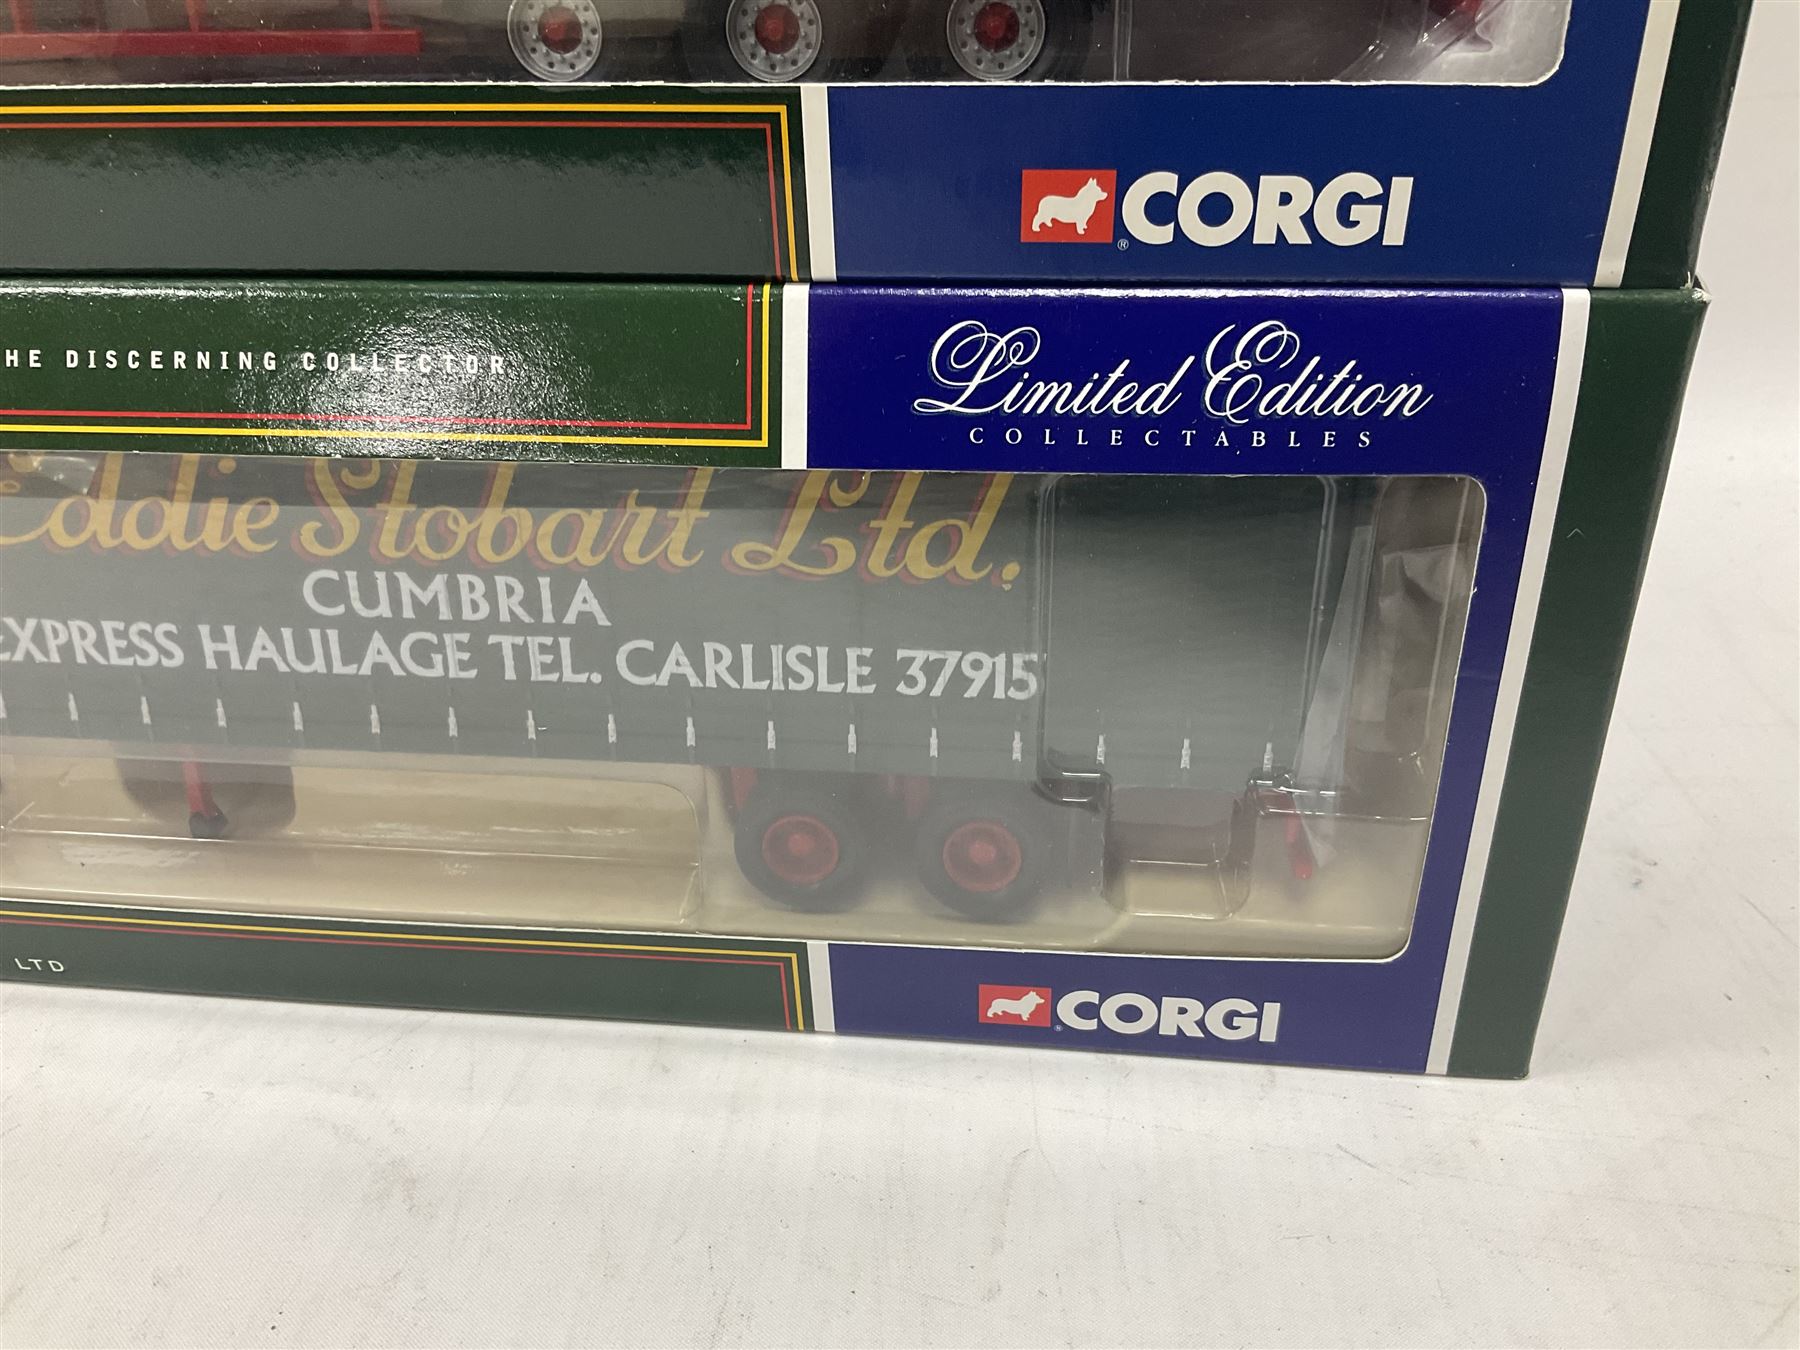 CORGI
®
HE DISCERNING COLLECTOR
Limited Edition
COLLECTABLES
Eddie Stobart Ltd.
CUMBRIA
EXPRESS HAULAGE TEL. CARLISLE 37915
LTD
CORGI
®